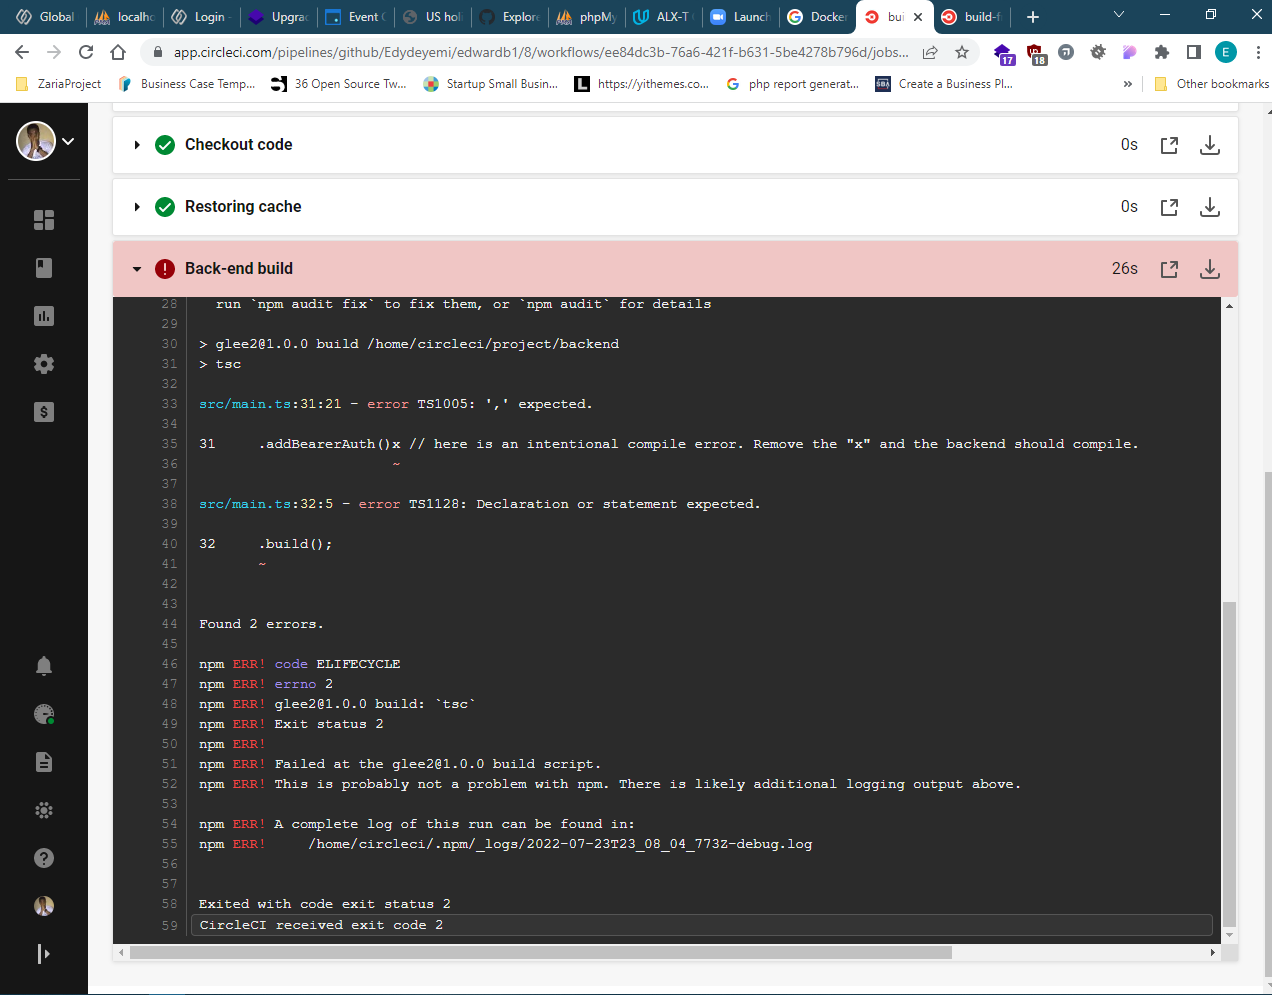 Global
localho
Login -
Upgrad
Event C
US holi
Explore
phpMy
ALX-T
Launch
Docker
bui
build-f
app.circleci.com/pipelines/github/Edydeyemi/edwardb1/8/workflows/ee84dc3b-76a6-421f-b631-5be4278b796d/jobs...
17
18
E
ZariaProject
Business Case Temp...
36 Open Source Tw...
Startup Small Busin...
https://yithemes.co...
php report generat...
Create a Business Pl...
»
Other bookmarks
Checkout code 0s
Restoring cache 0s
Back-end build 26s
28 run `npm audit fix` to fix them, or `npm audit` for details
29
30 > glee2@1.0.0 build /home/circleci/project/backend
31 > tsc
32
33 src/main.ts:31:21 - error TS1005: ',' expected.
34
35 31 .addBearerAuth()x // here is an intentional compile error. Remove the "x" and the backend should compile.
36 ~
37
38 src/main.ts:32:5 - error TS1128: Declaration or statement expected.
39
40 32 .build();
41 ~
42
43
44 Found 2 errors.
45
46 npm ERR! code ELIFECYCLE
47 npm ERR! errno 2
48 npm ERR! glee2@1.0.0 build: `tsc`
49 npm ERR! Exit status 2
50 npm ERR!
51 npm ERR! Failed at the glee2@1.0.0 build script.
52 npm ERR! This is probably not a problem with npm. There is likely additional logging output above.
53
54 npm ERR! A complete log of this run can be found in:
55 npm ERR! /home/circleci/.npm/_logs/2022-07-23T23_08_04_773Z-debug.log
56
57
58 Exited with code exit status 2
59 CircleCI received exit code 2